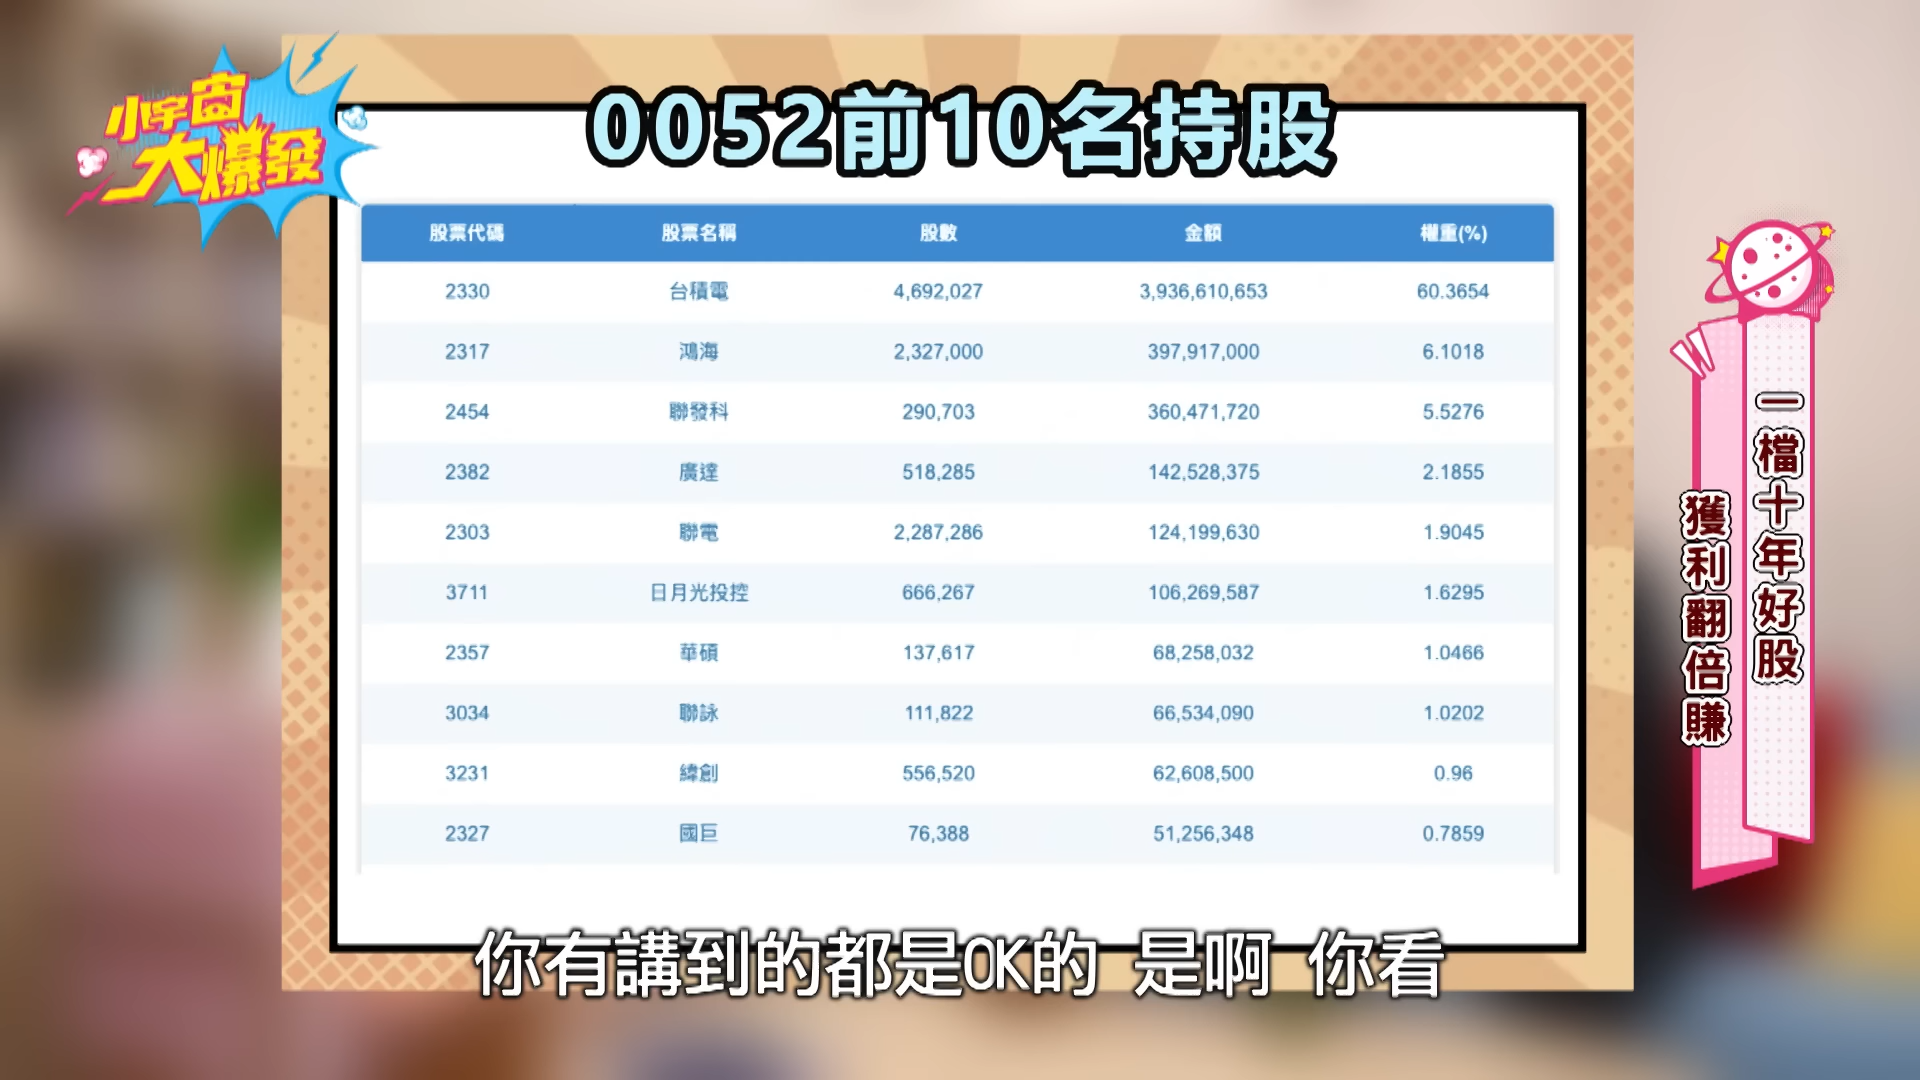 小宇宙
大爆發
0052前10名持股
股票代碼 股票名稱 股數 金額 權重(%)
2330 台積電 4,692,027 3,936,610,653 60.3654
2317 鴻海 2,327,000 397,917,000 6.1018
2454 聯發科 290,703 360,471,720 5.5276
2382 廣達 518,285 142,528,375 2.1855
2303 聯電 2,287,286 124,199,630 1.9045
3711 日月光投控 666,267 106,269,587 1.6295
2357 華碩 137,617 68,258,032 1.0466
3034 聯詠 111,822 66,534,090 1.0202
3231 緯創 556,520 62,608,500 0.96
2327 國巨 76,388 51,256,348 0.7859
一檔十年好股
獲利翻倍賺
你有講到的都是OK的 是啊 你看